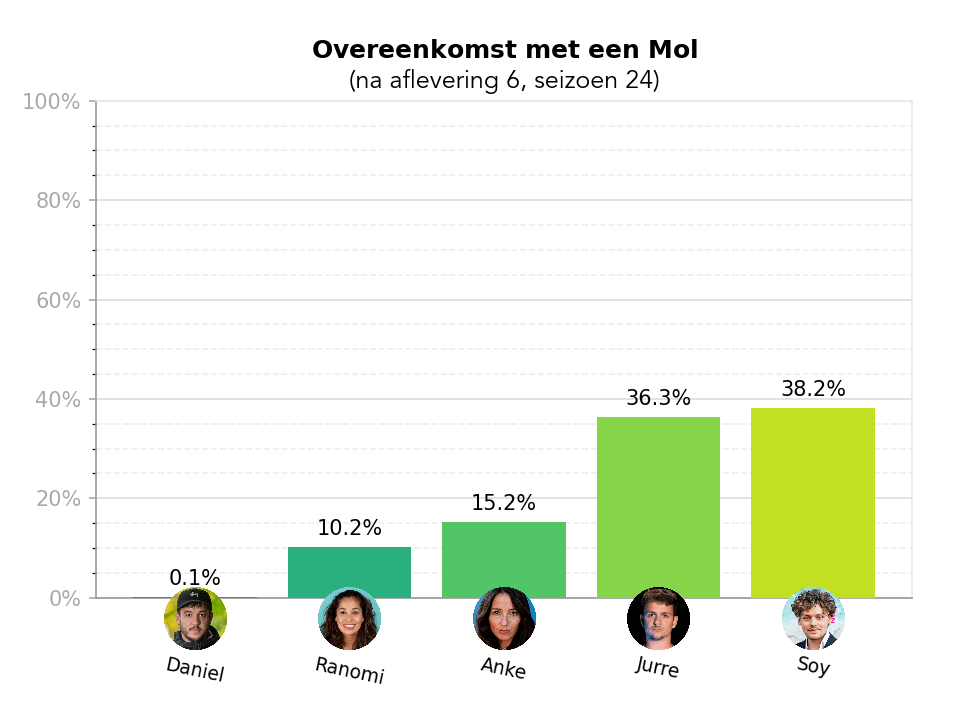 Overeenkomst met een Mol
(na aflevering 6, seizoen 24)
100%
80%
60%
40%
20%
0%
0.1%
10.2%
15.2%
36.3%
38.2%
Daniel
Ranomi
Anke
Jurre
Soy